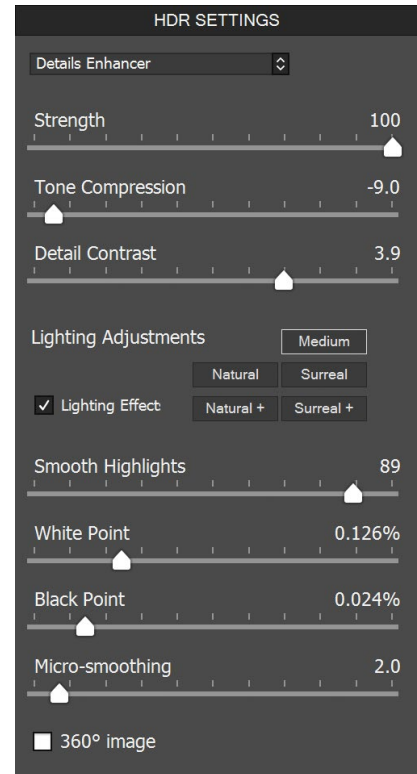 HDR SETTINGS
Details Enhancer
Strength 100
Tone Compression -9.0
Detail Contrast 3.9
Lighting Adjustments Medium
Natural Surreal
Lighting Effect Natural + Surreal +
Smooth Highlights 89
White Point 0.126%
Black Point 0.024%
Micro-smoothing 2.0
360° image